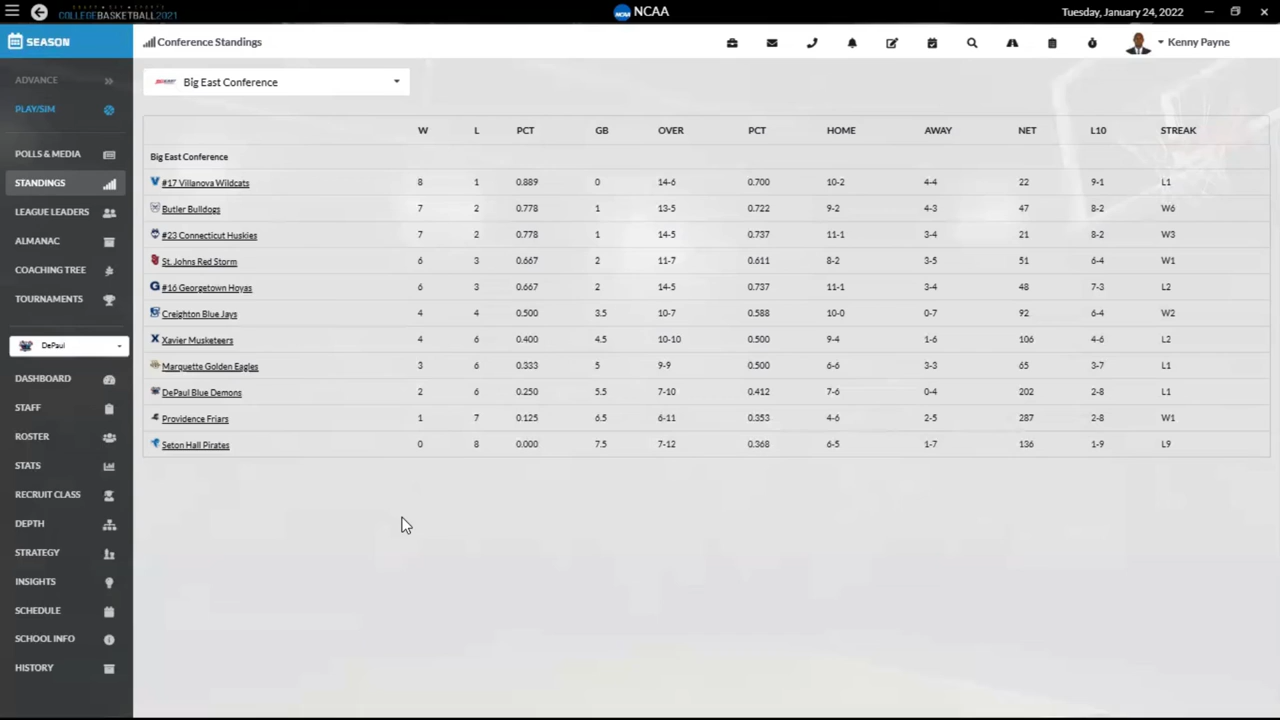 COLLEGE BASKETBALL 2021
NCAA
Tuesday, January 24, 2022
SEASON
Conference Standings
Kenny Payne
ADVANCE
PLAY/SIM
POLLS & MEDIA
STANDINGS
LEAGUE LEADERS
ALMANAC
COACHING TREE
TOURNAMENTS
DePaul
DASHBOARD
STAFF
ROSTER
STATS
RECRUIT CLASS
DEPTH
STRATEGY
INSIGHTS
SCHEDULE
SCHOOL INFO
HISTORY
Big East Conference
W L PCT GB OVER PCT HOME AWAY NET L10 STREAK
Big East Conference
#17 Villanova Wildcats 8 1 0.889 0 14-6 0.700 10-2 4-4 22 9-1 L1
Butler Bulldogs 7 2 0.778 1 13-5 0.722 9-2 4-3 47 8-2 W6
#23 Connecticut Huskies 7 2 0.778 1 14-5 0.737 11-1 3-4 21 8-2 W3
St. Johns Red Storm 6 3 0.667 2 11-7 0.611 8-2 3-5 51 6-4 W1
#16 Georgetown Hoyas 6 3 0.667 2 14-5 0.737 11-1 3-4 48 7-3 L2
Creighton Blue Jays 4 4 0.500 3.5 10-7 0.588 10-0 0-7 92 6-4 W2
Xavier Musketeers 4 6 0.400 4.5 10-10 0.500 9-4 1-6 106 4-6 L2
Marquette Golden Eagles 3 6 0.333 5 9-9 0.500 6-6 3-3 65 3-7 L1
DePaul Blue Demons 2 6 0.250 5.5 7-10 0.412 7-6 0-4 202 2-8 L1
Providence Friars 1 7 0.125 6.5 6-11 0.353 4-6 2-5 287 2-8 W1
Seton Hall Pirates 0 8 0.000 7.5 7-12 0.368 6-5 1-7 136 1-9 L9